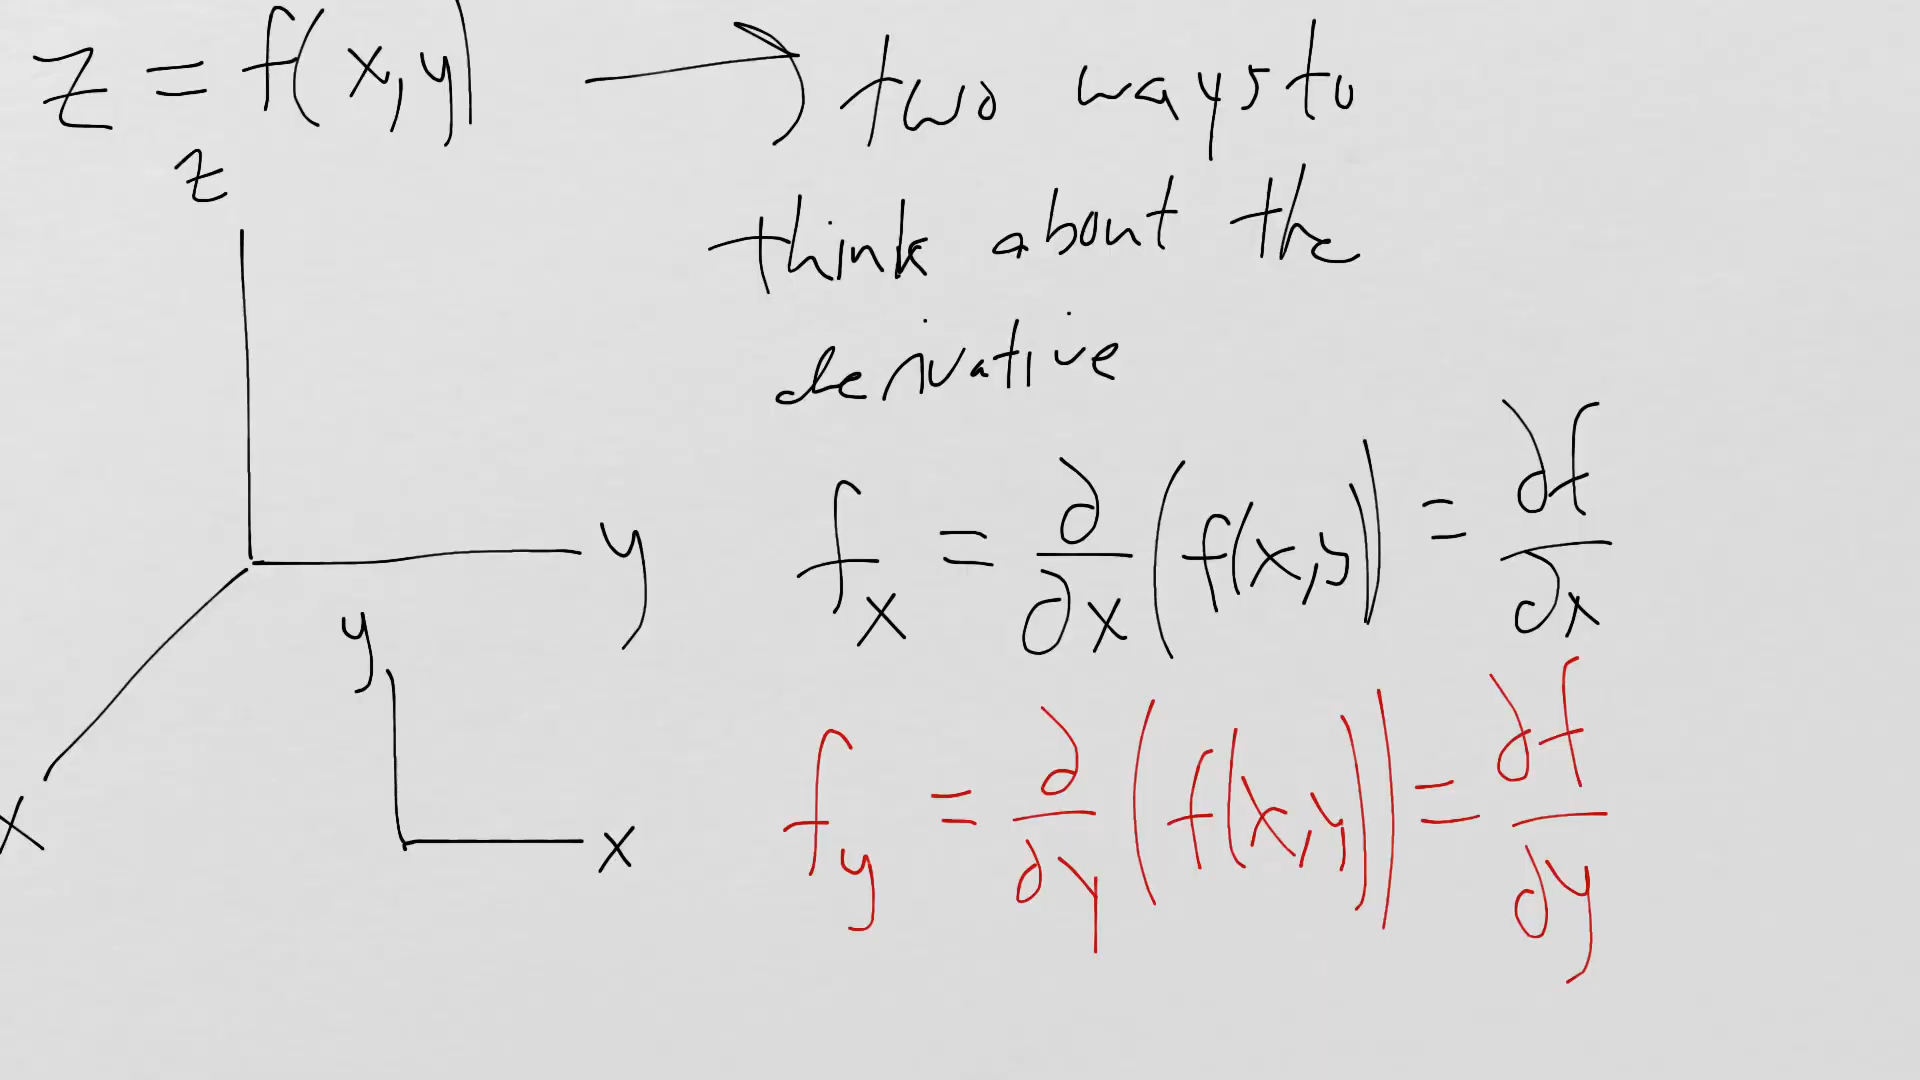 z = f(x,y) → two ways to
think about the
derivative
z
y
x
y
x
f_x = ∂/∂x (f(x,y)) = ∂f/∂x
f_y = ∂/∂y (f(x,y)) = ∂f/∂y